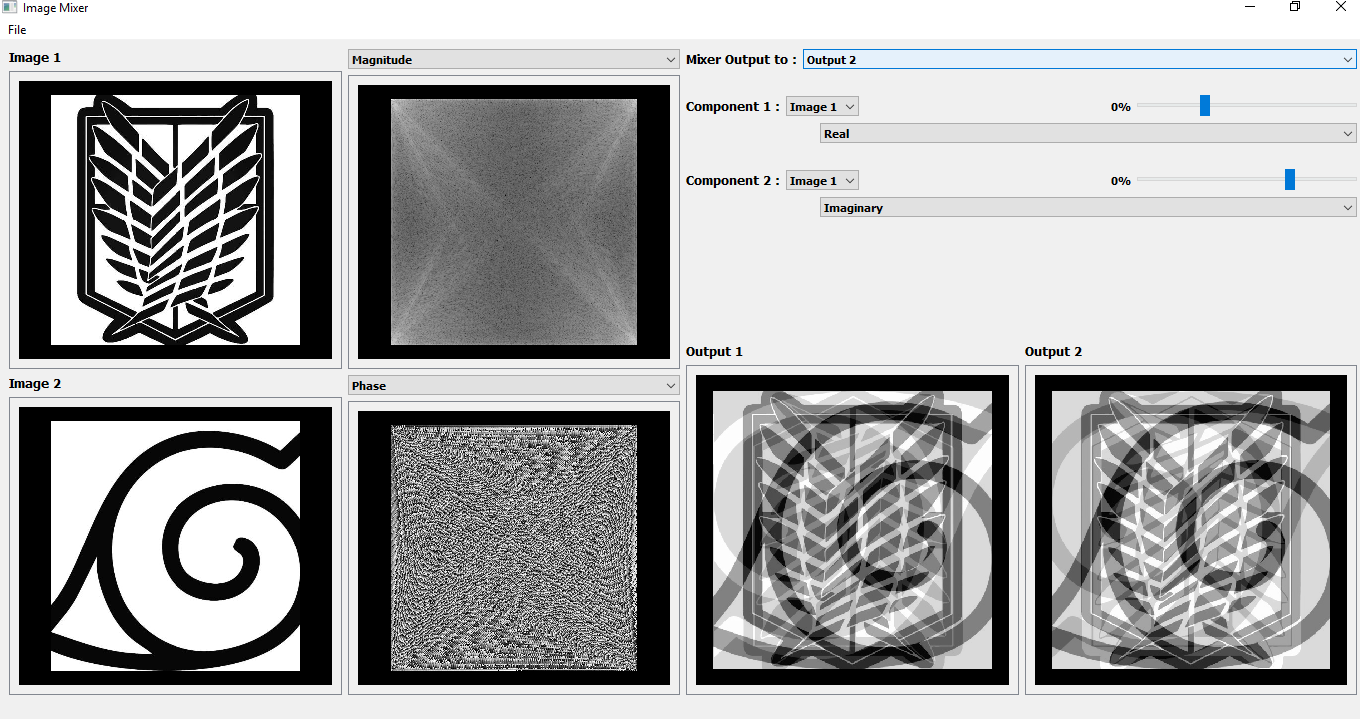 Image Mixer
File
Image 1
Magnitude
Mixer Output to :
Output 2
Component 1 :
Image 1
0%
Real
Component 2 :
Image 1
0%
Imaginary
Output 1
Output 2
Image 2
Phase